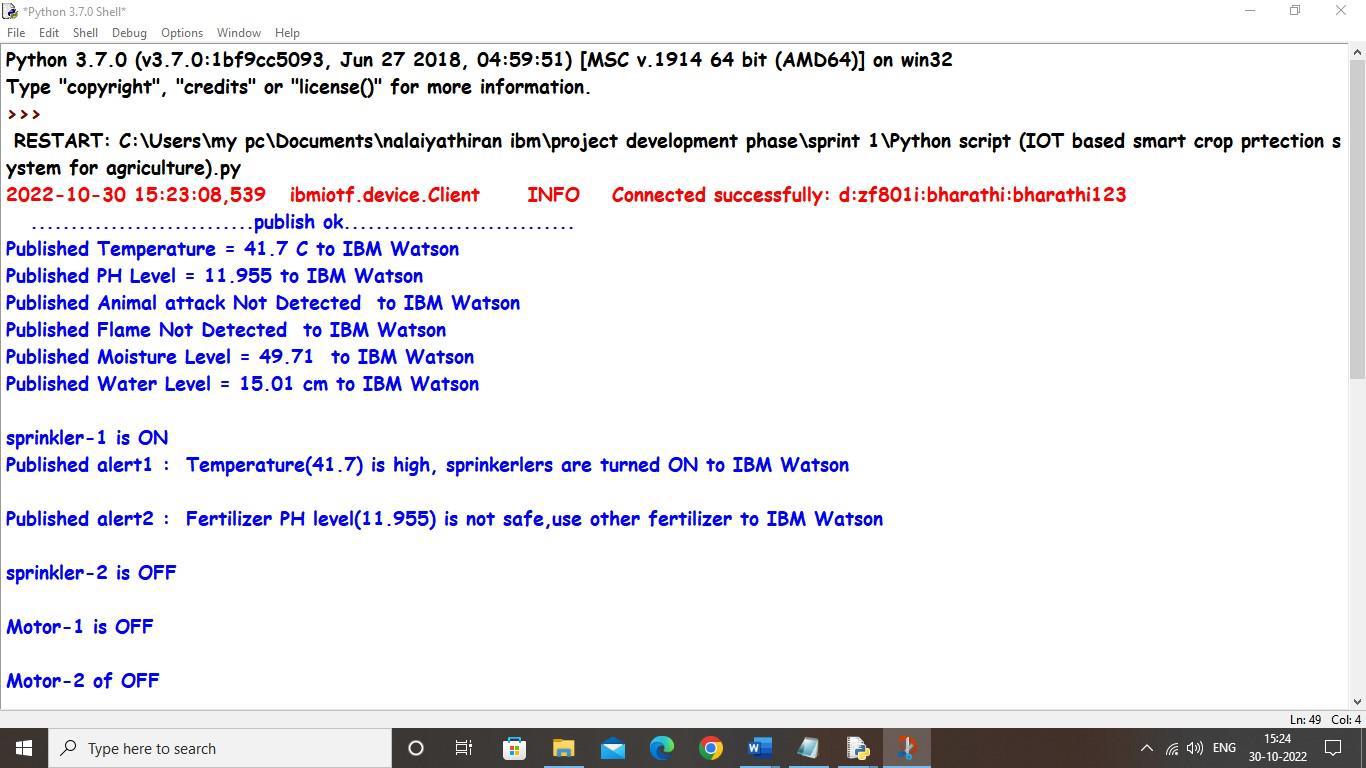 *Python 3.7.0 Shell*
File Edit Shell Debug Options Window Help
Python 3.7.0 (v3.7.0:1bf9cc5093, Jun 27 2018, 04:59:51) [MSC v.1914 64 bit (AMD64)] on win32
Type "copyright", "credits" or "license()" for more information.
>>>
RESTART: C:\Users\my pc\Documents\nalaiyathiran ibm\project development phase\sprint 1\Python script (IOT based smart crop prtection s
ystem for agriculture).py
2022-10-30 15:23:08,539 ibmiotf.device.Client INFO Connected successfully: d:zf801i:bharathi:bharathi123
............................publish ok.............................
Published Temperature = 41.7 C to IBM Watson
Published PH Level = 11.955 to IBM Watson
Published Animal attack Not Detected to IBM Watson
Published Flame Not Detected to IBM Watson
Published Moisture Level = 49.71 to IBM Watson
Published Water Level = 15.01 cm to IBM Watson
sprinkler-1 is ON
Published alert1 : Temperature(41.7) is high, sprinkerlers are turned ON to IBM Watson
Published alert2 : Fertilizer PH level(11.955) is not safe,use other fertilizer to IBM Watson
sprinkler-2 is OFF
Motor-1 is OFF
Motor-2 of OFF
Ln: 49 Col: 4
Type here to search
ENG
15:24
30-10-2022